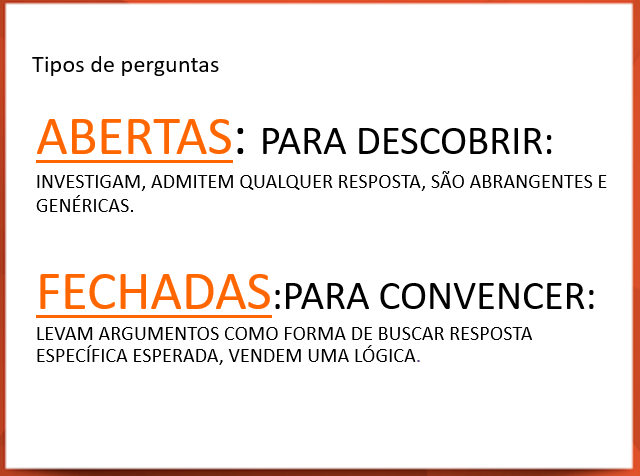 Tipos de perguntas
ABERTAS: PARA DESCOBRIR:
INVESTIGAM, ADMITEM QUALQUER RESPOSTA, SÃO ABRANGENTES E
GENÉRICAS.
FECHADAS:PARA CONVENCER:
LEVAM ARGUMENTOS COMO FORMA DE BUSCAR RESPOSTA
ESPECÍFICA ESPERADA, VENDEM UMA LÓGICA.